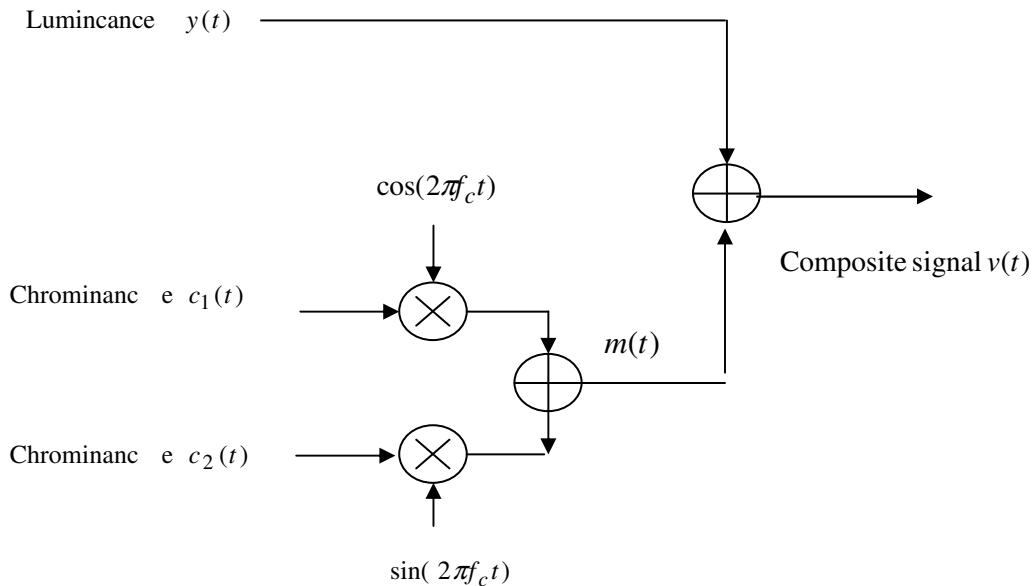 Lumincance y(t)
cos(2πf_c t)
Composite signal v(t)
Chrominanc e c_1(t)
m(t)
Chrominanc e c_2(t)
sin( 2πf_c t)